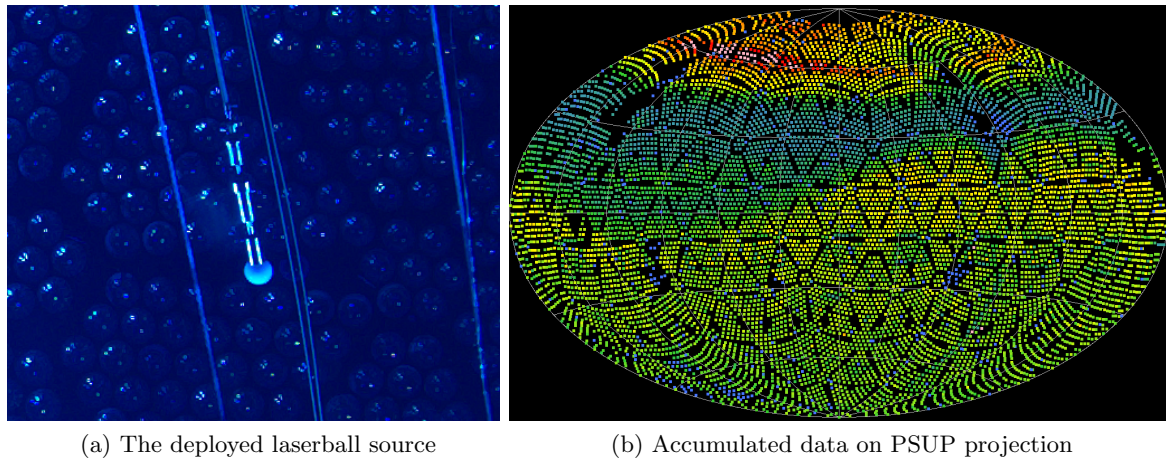 (a) The deployed laserball source
(b) Accumulated data on PSUP projection